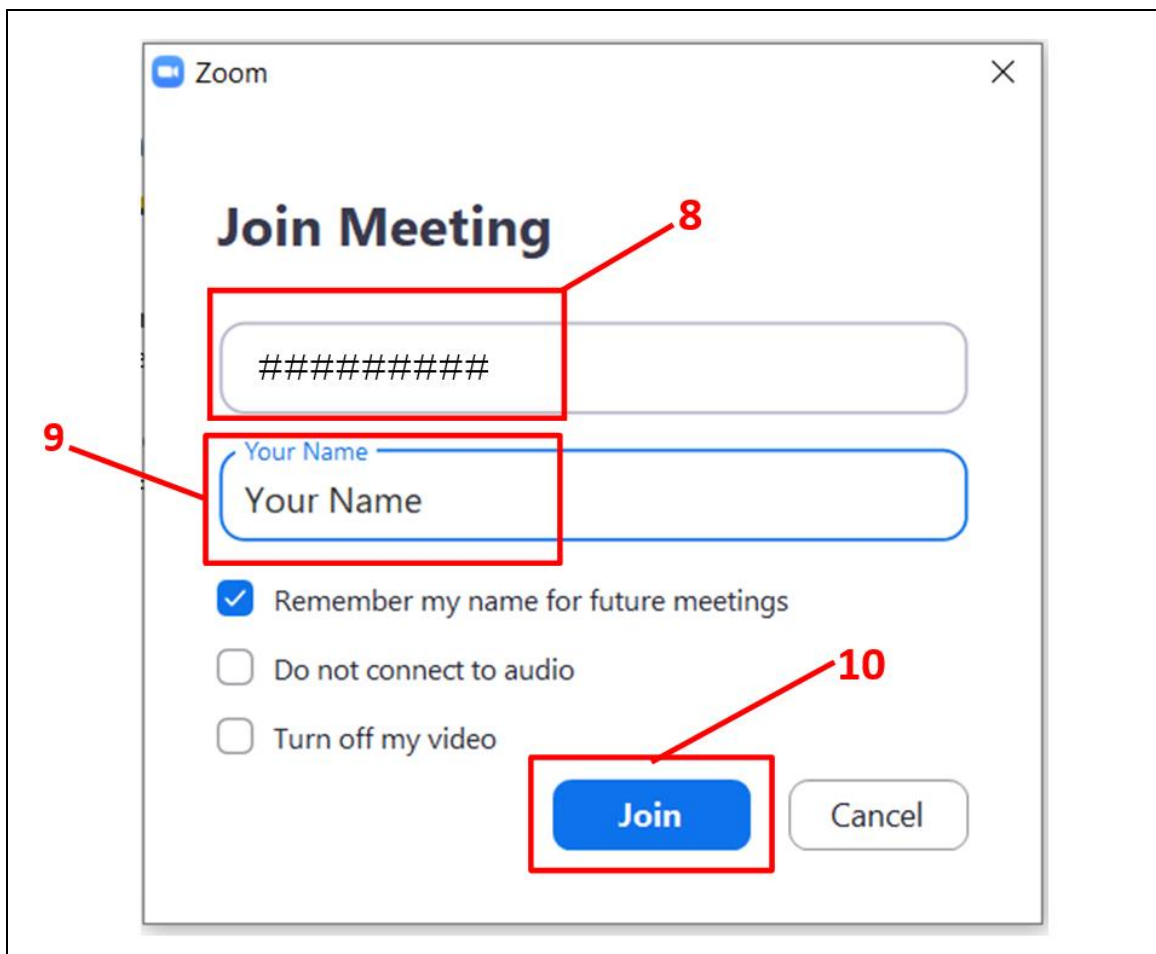 Zoom
Join Meeting
8
#########
9
Your Name
Your Name
Remember my name for future meetings
Do not connect to audio
10
Turn off my video
Join
Cancel